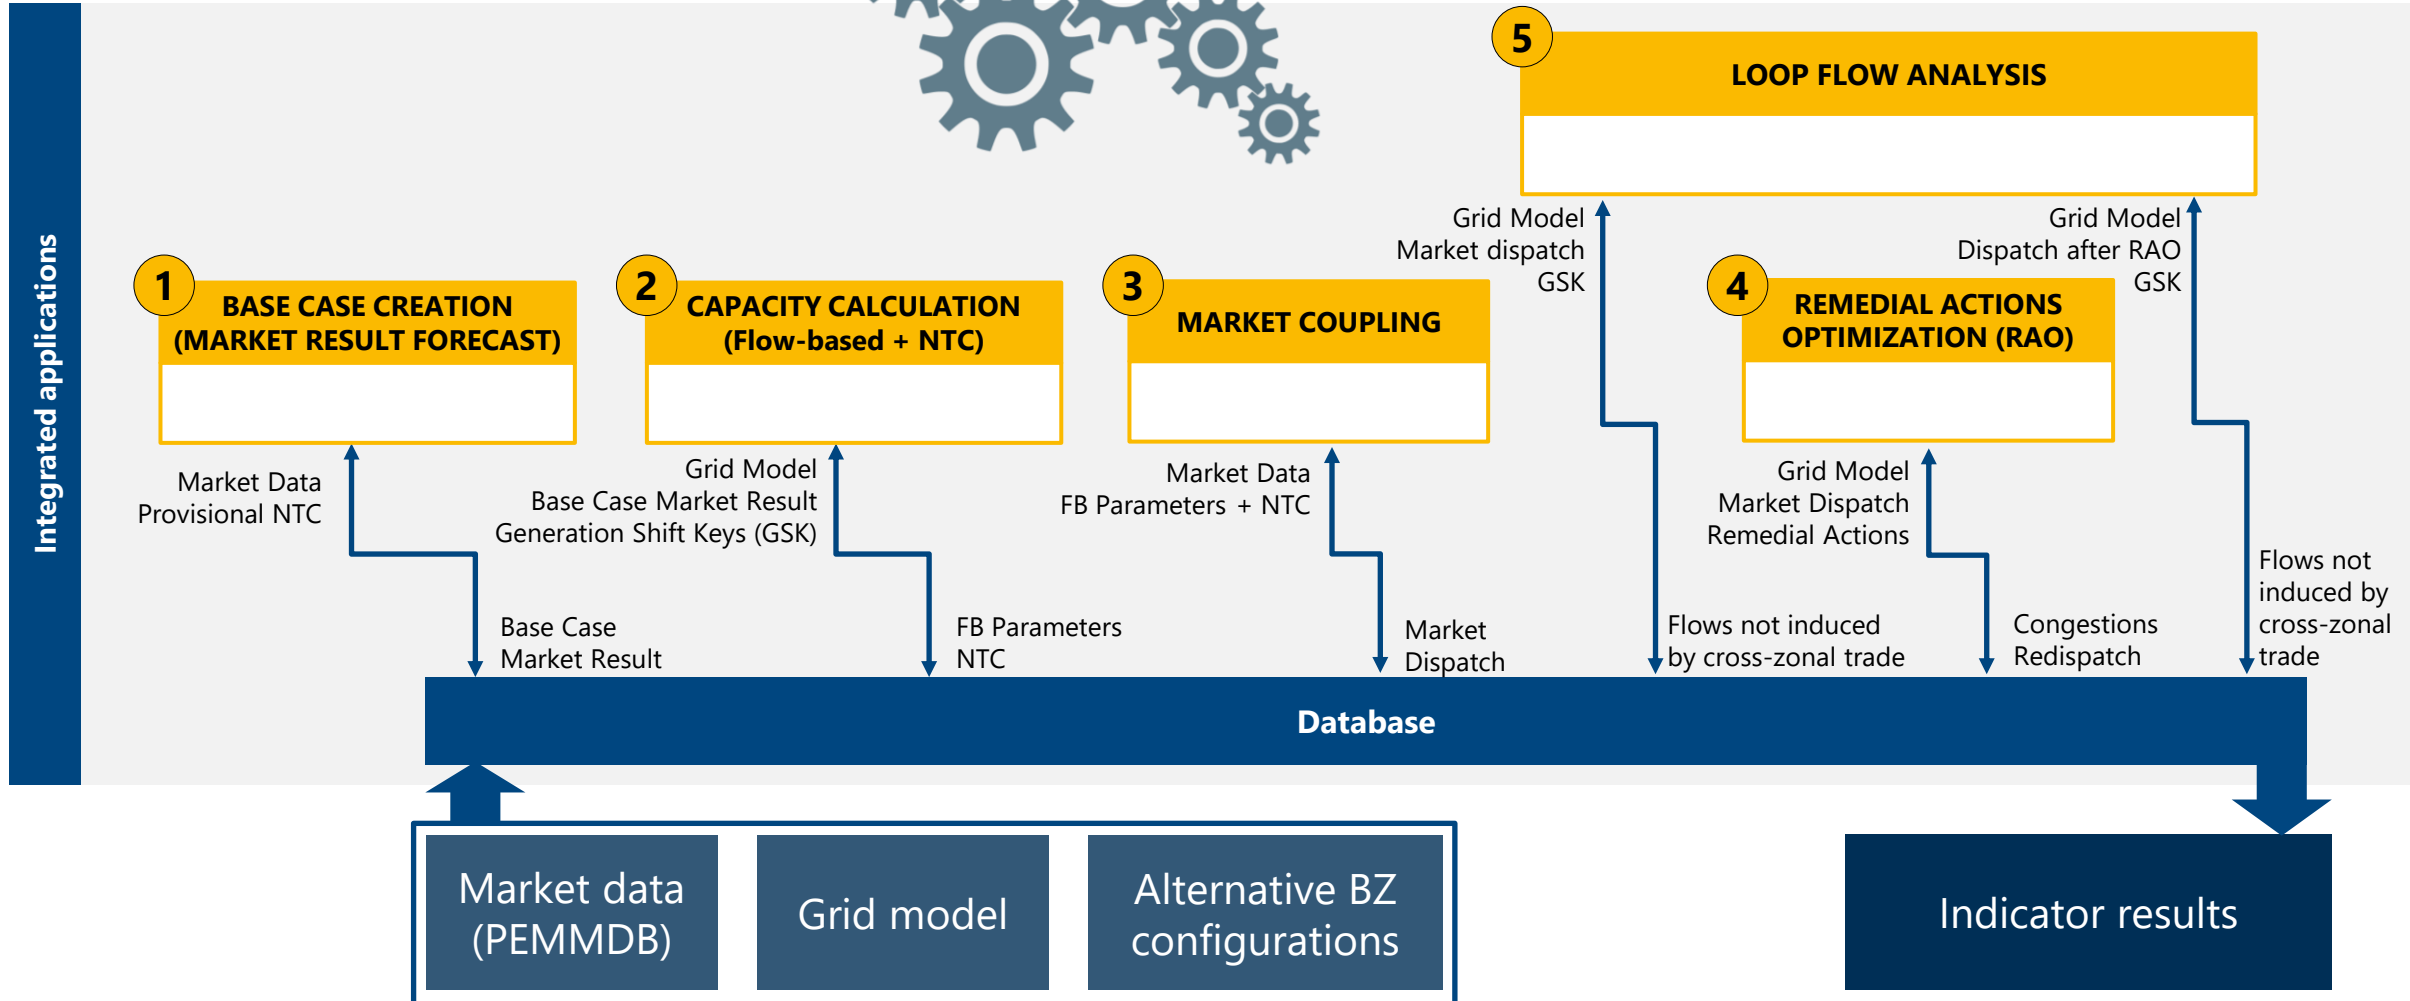 Integrated applications
1
BASE CASE CREATION
(MARKET RESULT FORECAST)
Market Data
Provisional NTC
Base Case
Market Result
2
CAPACITY CALCULATION
(Flow-based + NTC)
Grid Model
Base Case Market Result
Generation Shift Keys (GSK)
FB Parameters
NTC
3
MARKET COUPLING
Market Data
FB Parameters + NTC
Market
Dispatch
5
LOOP FLOW ANALYSIS
Grid Model
Market dispatch
GSK
Flows not induced
by cross-zonal trade
4
REMEDIAL ACTIONS
OPTIMIZATION (RAO)
Grid Model
Market Dispatch
Remedial Actions
Congestions
Redispatch
Grid Model
Dispatch after RAO
GSK
Flows not
induced by
cross-zonal
trade
Database
Market data
(PEMMDB)
Grid model
Alternative BZ
configurations
Indicator results